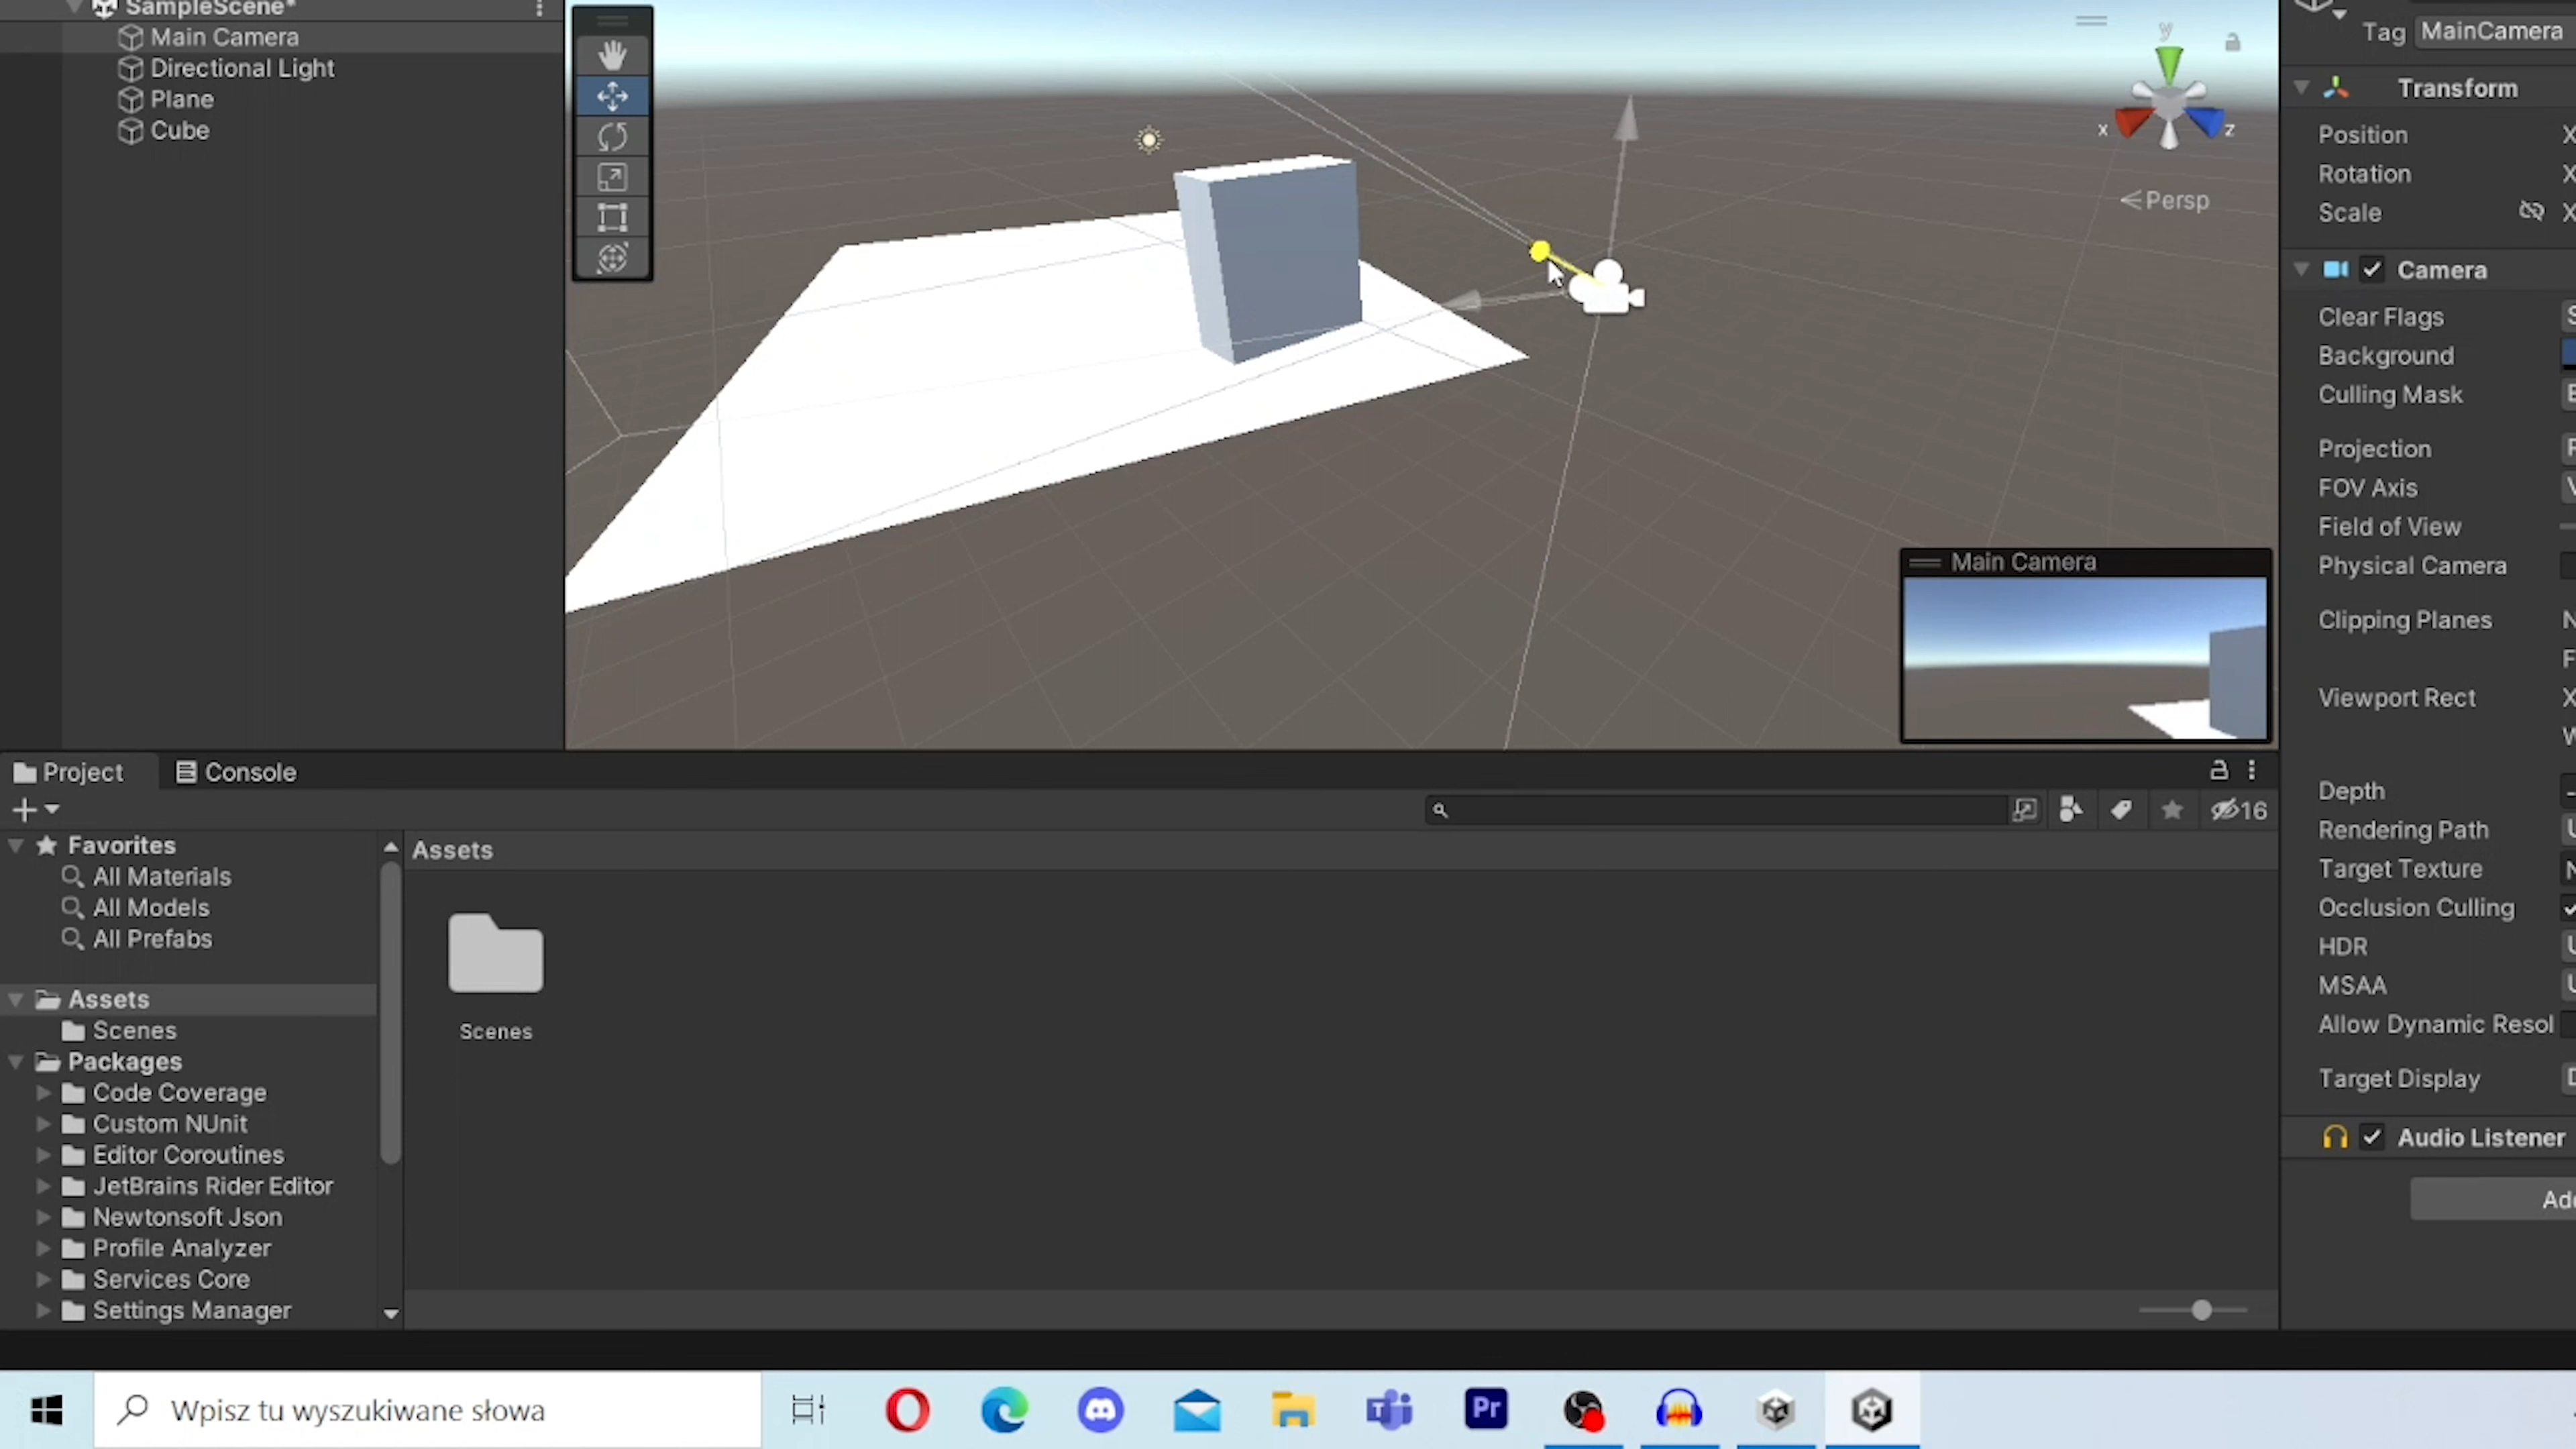 SampleScene*
Main Camera
Directional Light
Plane
Cube
y
x
z
Persp
Main Camera
Tag MainCamera
Transform
Position X
Rotation X
Scale X
Camera
Clear Flags
Background
Culling Mask
Projection
FOV Axis
Field of View
Physical Camera
Clipping Planes N
F
Viewport Rect X
W
Depth
Rendering Path
Target Texture N
Occlusion Culling
HDR
MSAA
Allow Dynamic Resol
Target Display
Audio Listener
Add
Project
Console
16
Favorites
All Materials
All Models
All Prefabs
Assets
Scenes
Packages
Code Coverage
Custom NUnit
Editor Coroutines
JetBrains Rider Editor
Newtonsoft Json
Profile Analyzer
Services Core
Settings Manager
Assets
Scenes
Wpisz tu wyszukiwane słowa
Pr